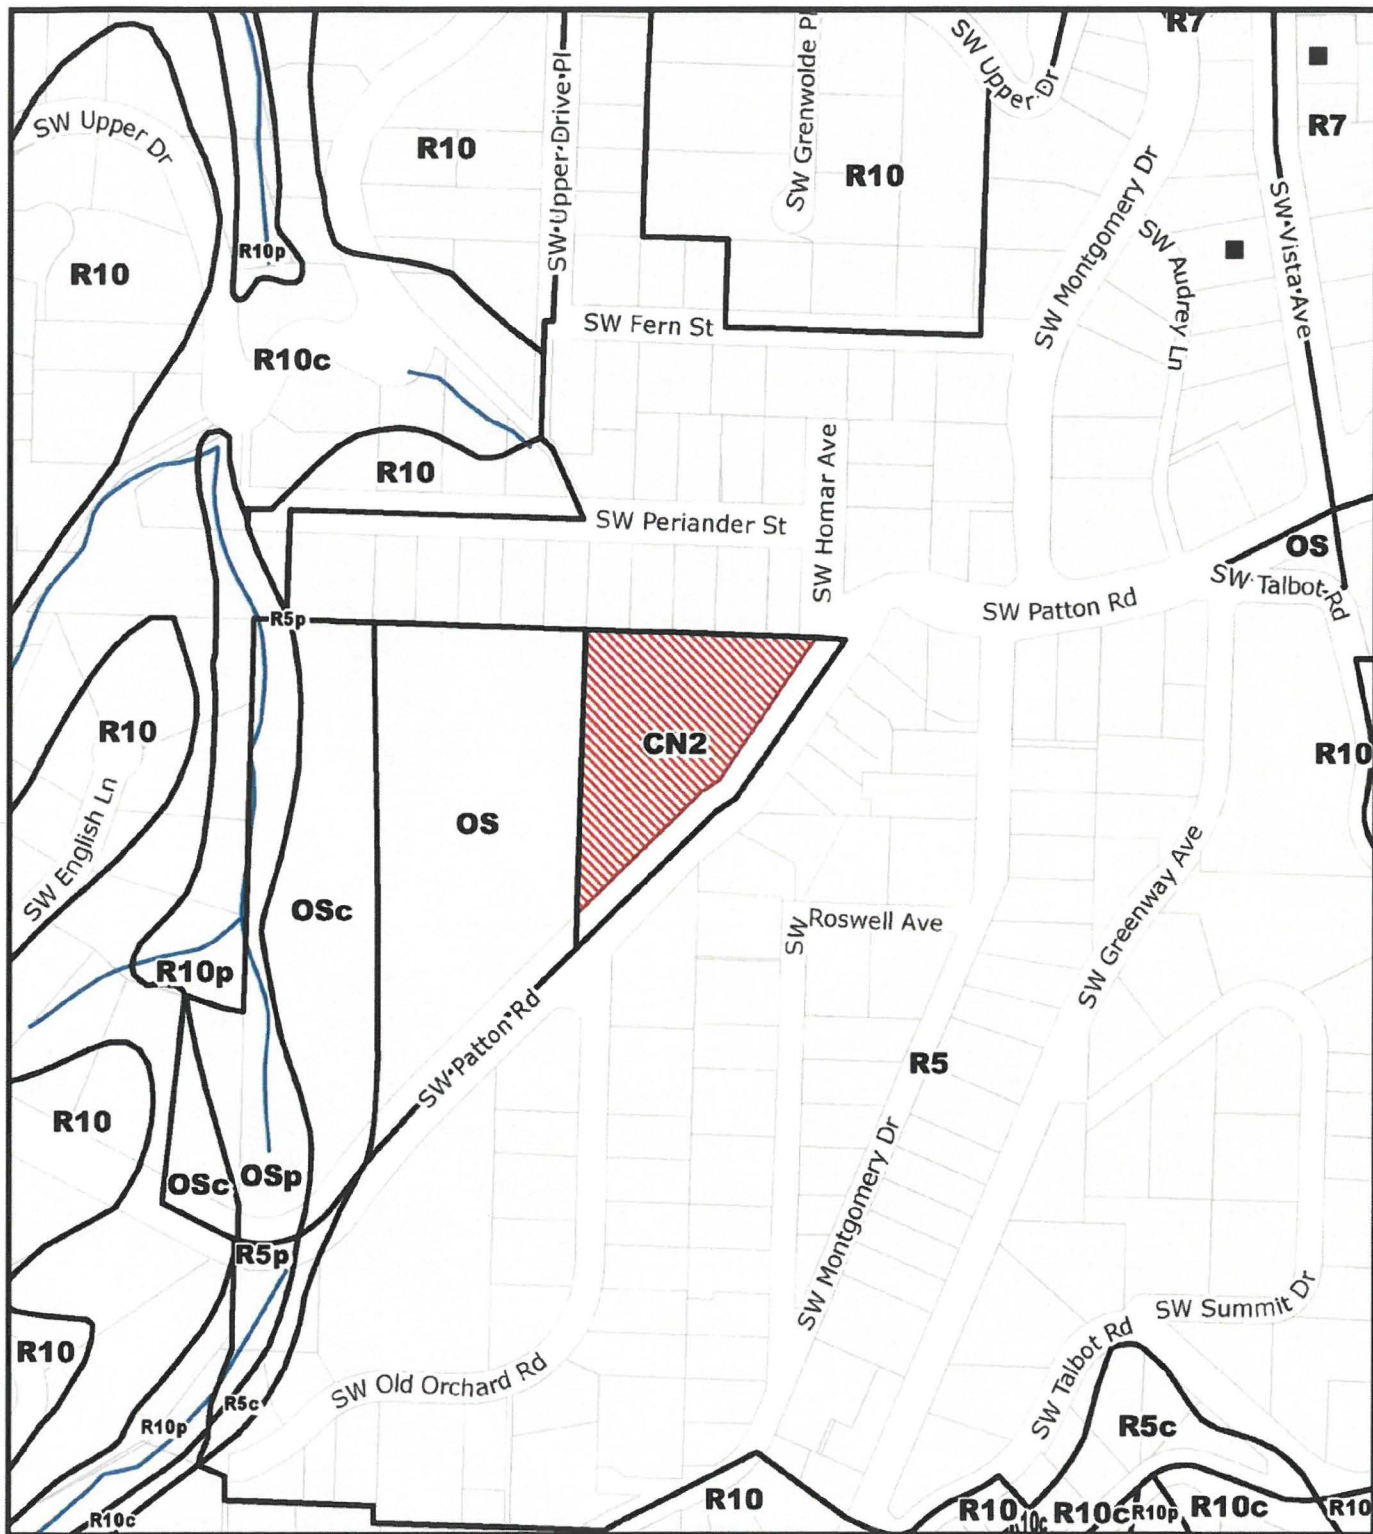 R7
SW Upper Dr
SW Greenwolde Pl
SW Upper Drive Pl
R7
SW Upper Dr
R10
R10
SW Montgomery Dr
SW Vista Ave
R10p
R10
SW Audrey Ln
SW Fern St
R10c
R10
SW Homar Ave
SW Periander St
OS
SW Talbot Rd
SW Patton Rd
R5p
R10
CN2
R10
OS
SW English Ln
OSc
SW Roswell Ave
SW Greenway Ave
R10p
SW Patton Rd
R5
R10
OSc
OSp
SW Montgomery Dr
R5p
SW Summit Dr
R10
SW Talbot Rd
SW Old Orchard Rd
R5c
R10p
R5c
R10
R10
R10c
R10c
R10p
R10c
R10
R10c